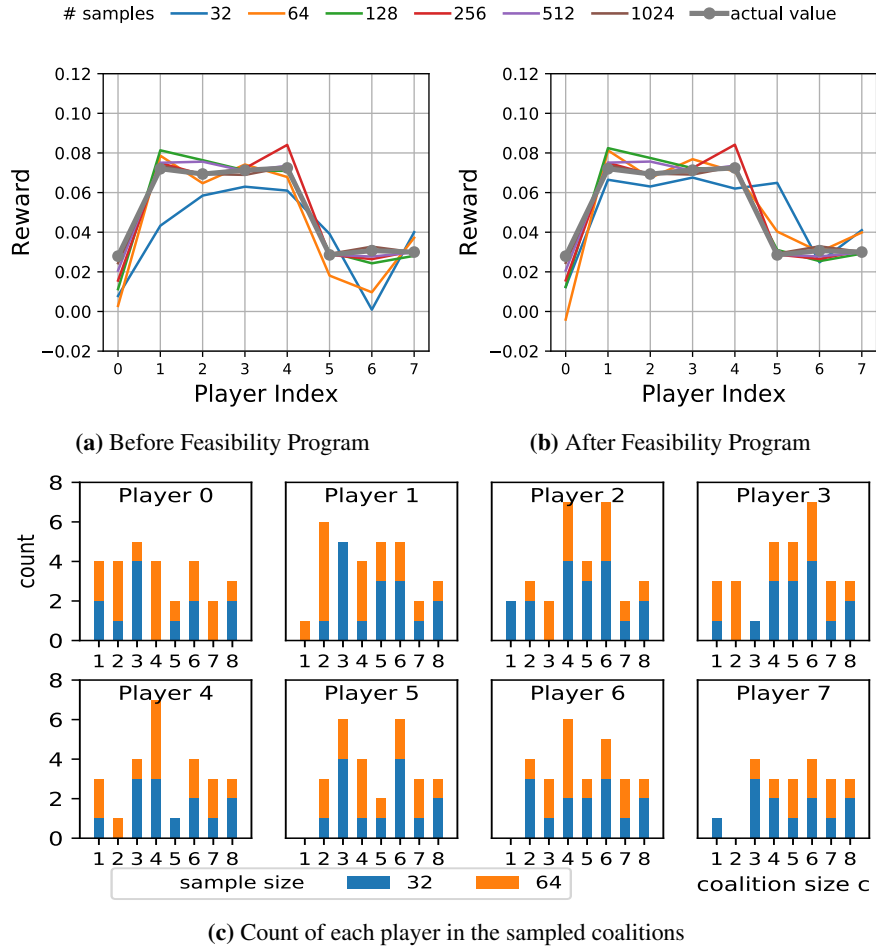 # samples 32 64 128 256 512 1024 actual value
0.12 0.12
0.10 0.10
0.08 0.08
0.06 0.06
0.04 0.04
0.02 0.02
0.00 0.00
−0.02 −0.02
Reward Reward
0 1 2 3 4 5 6 7 0 1 2 3 4 5 6 7
Player Index Player Index
(a) Before Feasibility Program (b) After Feasibility Program
8
6
4
2
0
count
Player 0 Player 1 Player 2 Player 3
1 2 3 4 5 6 7 8 1 2 3 4 5 6 7 8 1 2 3 4 5 6 7 8 1 2 3 4 5 6 7 8
8
6
4
2
0
Player 4 Player 5 Player 6 Player 7
1 2 3 4 5 6 7 8 1 2 3 4 5 6 7 8 1 2 3 4 5 6 7 8 1 2 3 4 5 6 7 8
sample size 32 64 coalition size c
(c) Count of each player in the sampled coalitions